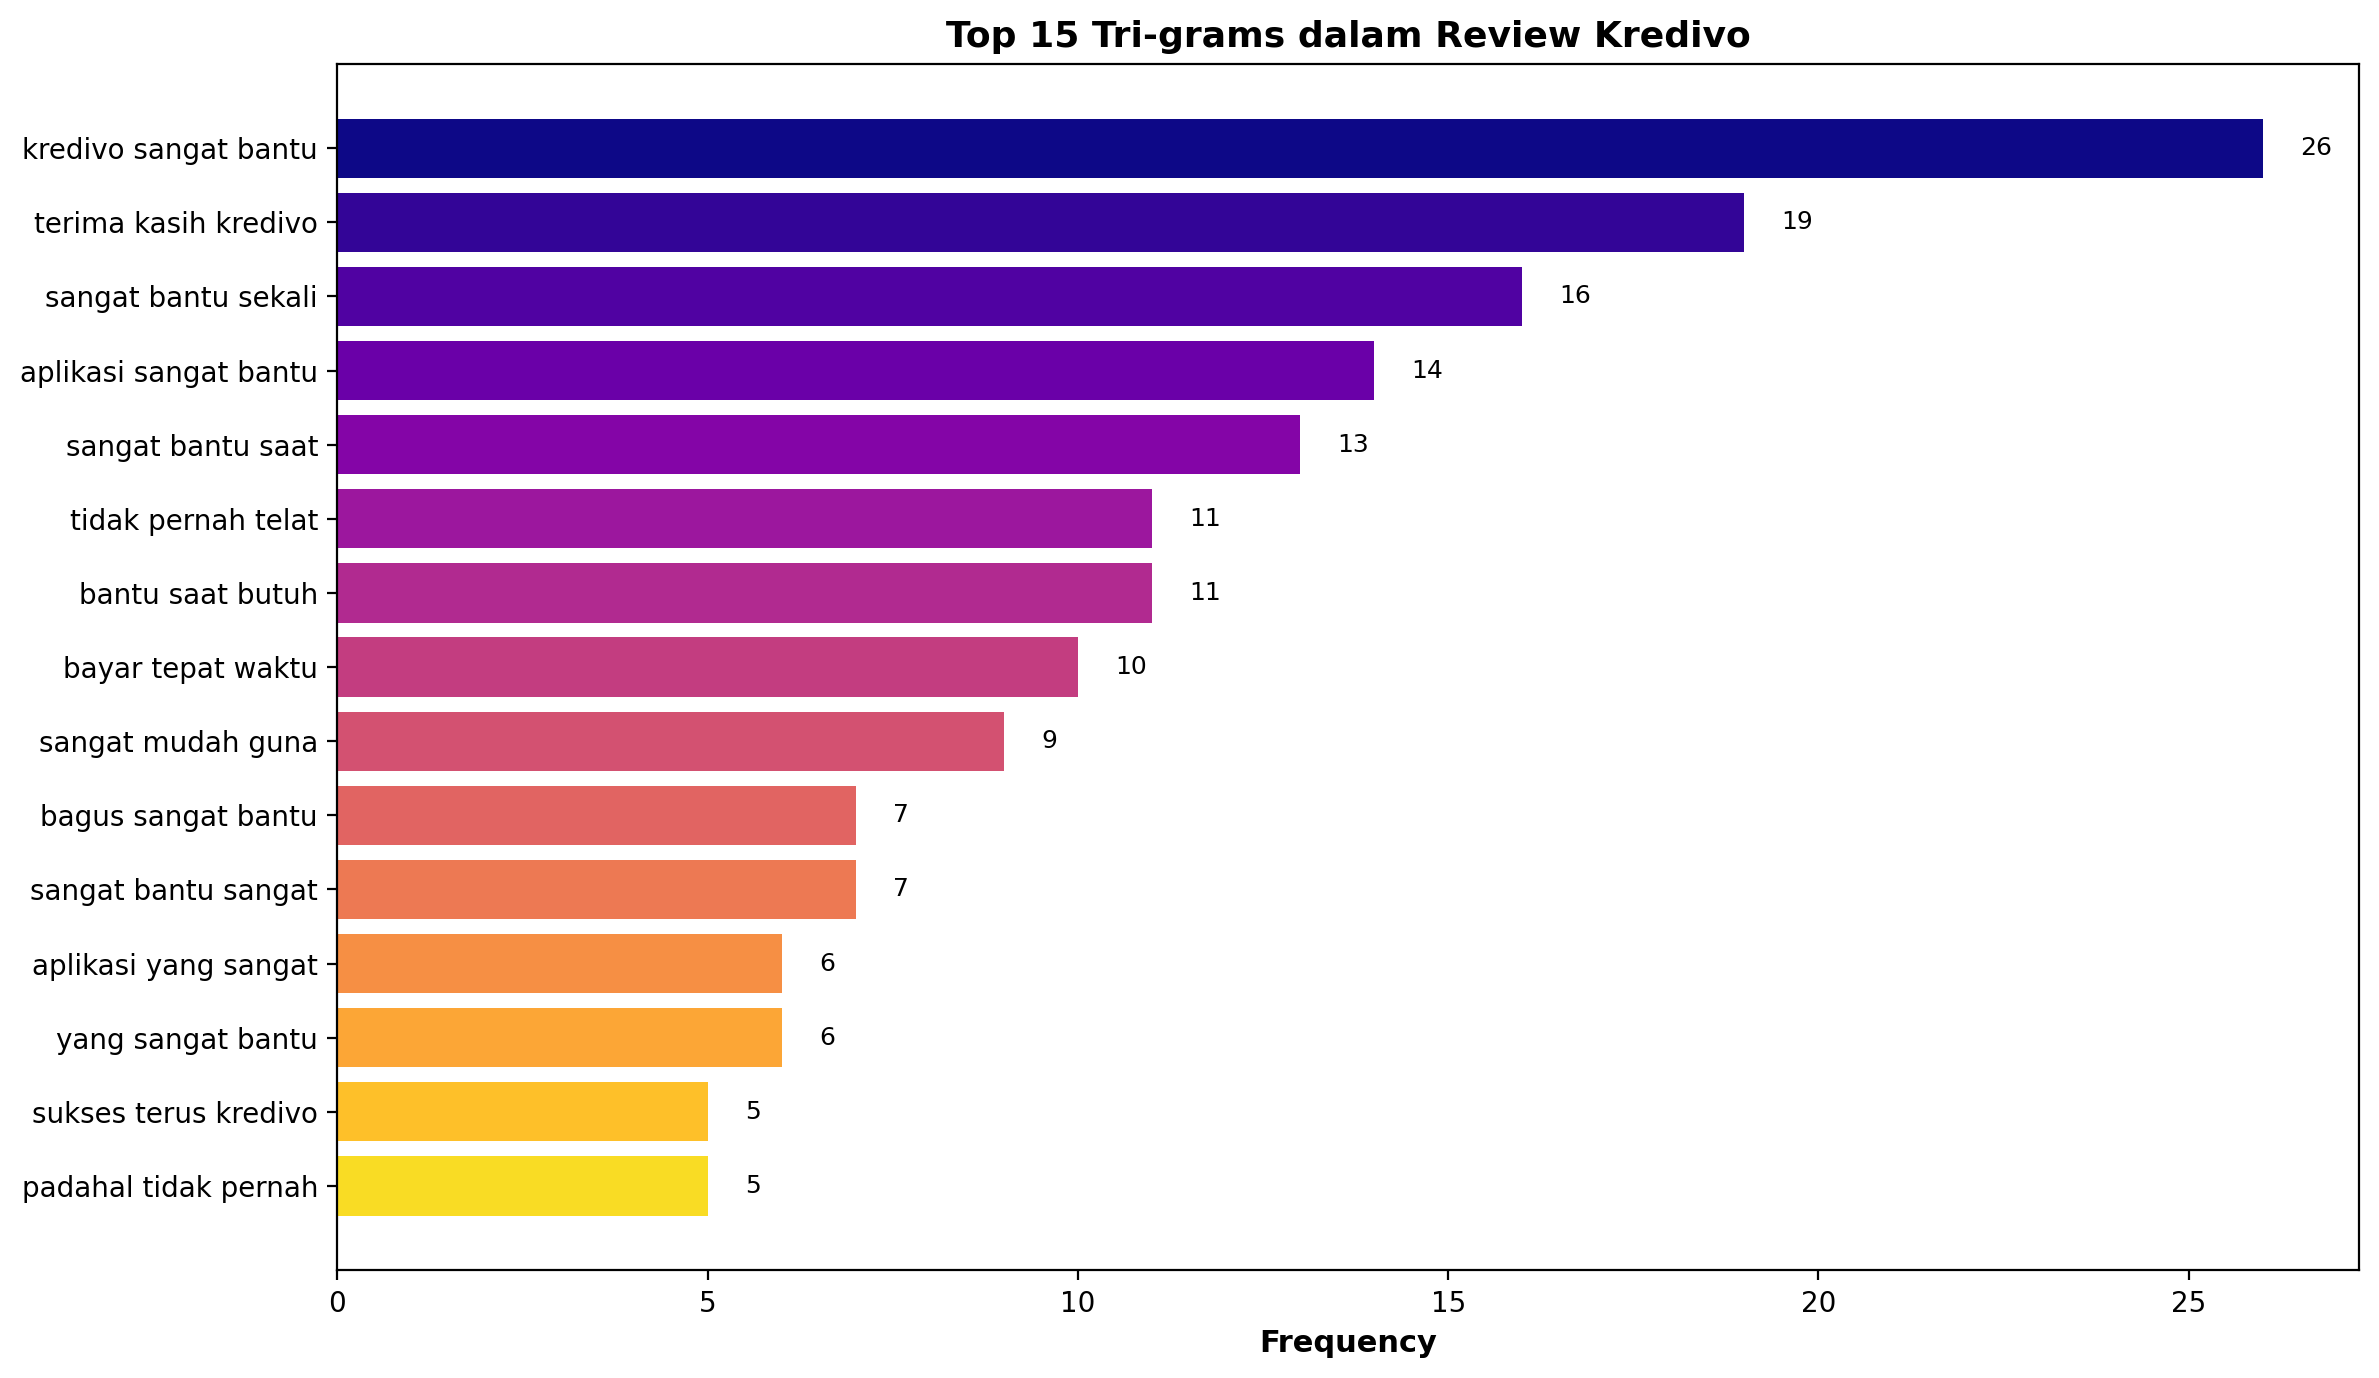 Top 15 Tri-grams dalam Review Kredivo
kredivo sangat bantu 26
terima kasih kredivo 19
sangat bantu sekali 16
aplikasi sangat bantu 14
sangat bantu saat 13
tidak pernah telat 11
bantu saat butuh 11
bayar tepat waktu 10
sangat mudah guna 9
bagus sangat bantu 7
sangat bantu sangat 7
aplikasi yang sangat 6
yang sangat bantu 6
sukses terus kredivo 5
padahal tidak pernah 5
0 5 10 15 20 25
Frequency